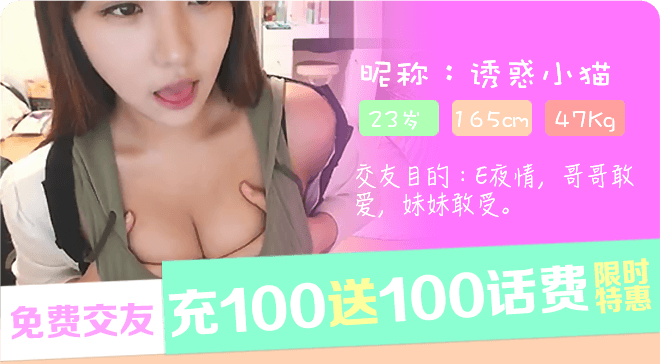 昵称：诱惑小猫
23岁 165cm 47Kg
交友目的：E夜情，哥哥敢
爱，妹妹敢受。
免费交友 充100送100话费 限时
特惠